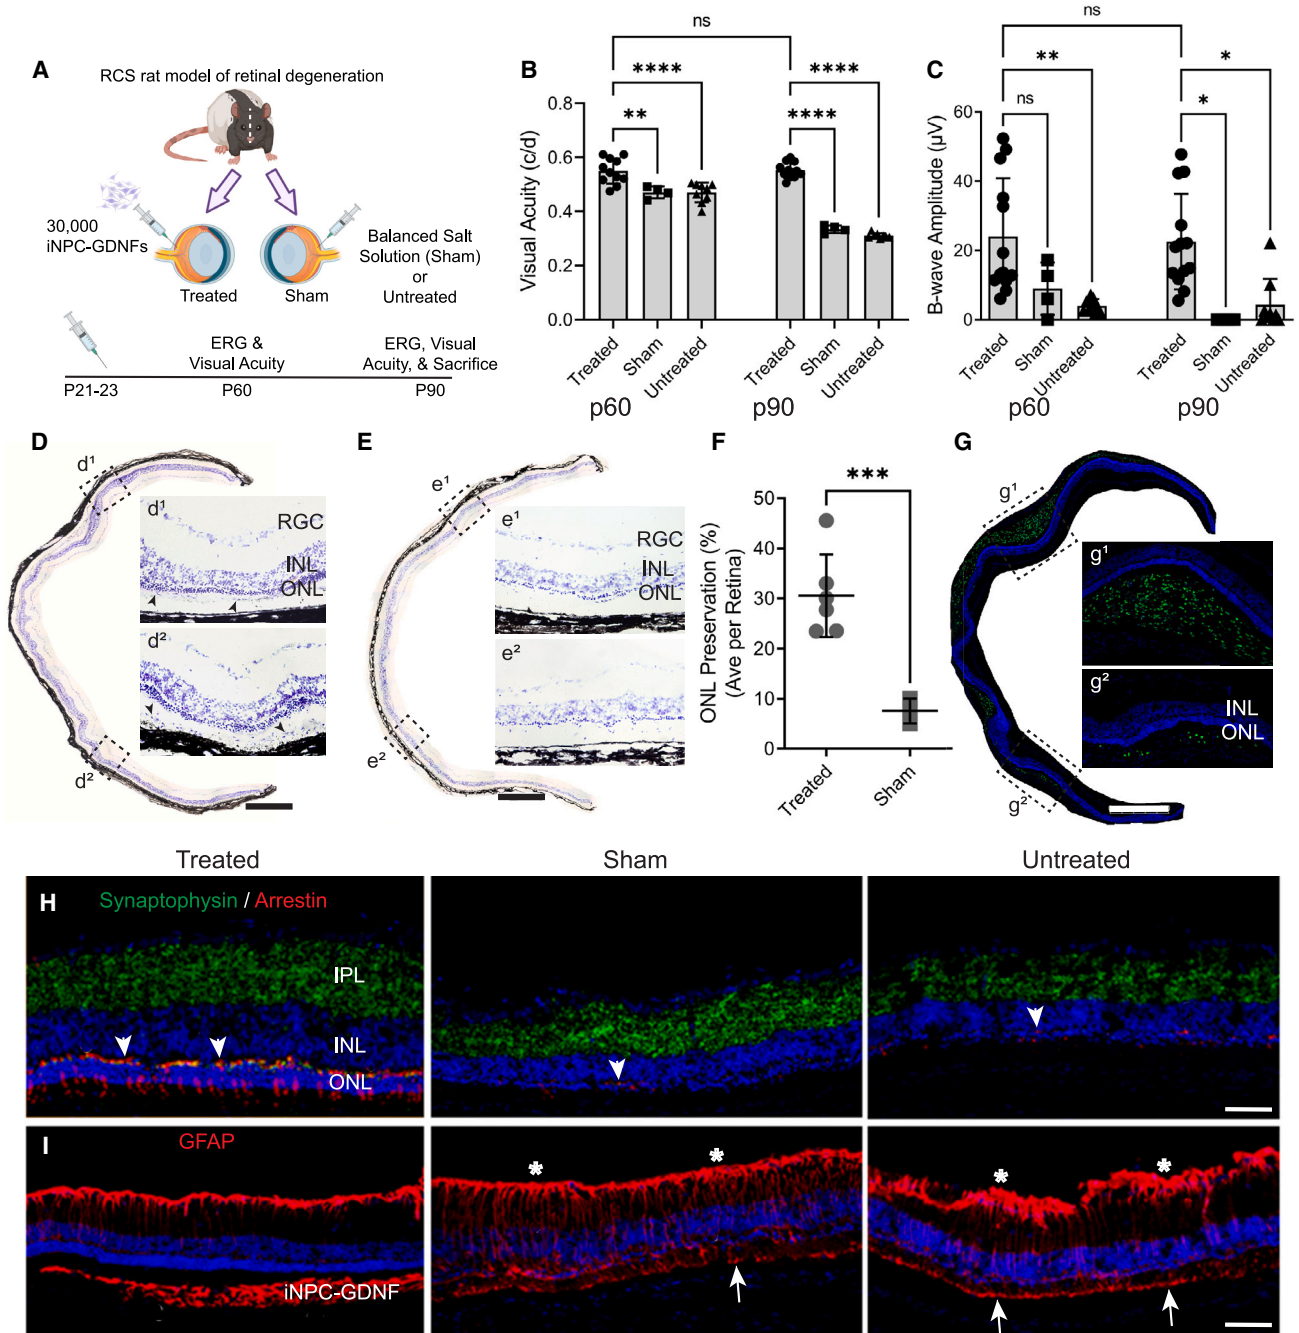 A
RCS rat model of retinal degeneration
30,000
iNPC-GDNFs
Treated
Sham
Balanced Salt
Solution (Sham)
or
Untreated
ERG &
Visual Acuity
ERG, Visual
Acuity, & Sacrifice
P21-23
P60
P90
B
ns
****
****
**
****
Visual Acuity (c/d)
0.8
0.6
0.4
0.2
0.0
Treated
Sham
Untreated
Treated
Sham
Untreated
p60
p90
C
ns
**
*
ns
*
B-wave Amplitude (µV)
60
40
20
0
Treated
Sham
Untreated
Treated
Sham
Untreated
p60
p90
D
d¹
d²
d¹
RGC
INL
ONL
d²
E
e¹
e²
e¹
RGC
INL
ONL
e²
F
***
ONL Preservation (%)
(Ave per Retina)
50
40
30
20
10
0
Treated
Sham
G
g¹
g²
g¹
g²
INL
ONL
Treated
Sham
Untreated
H
Synaptophysin / Arrestin
IPL
INL
ONL
I
GFAP
iNPC-GDNF
* *
* *